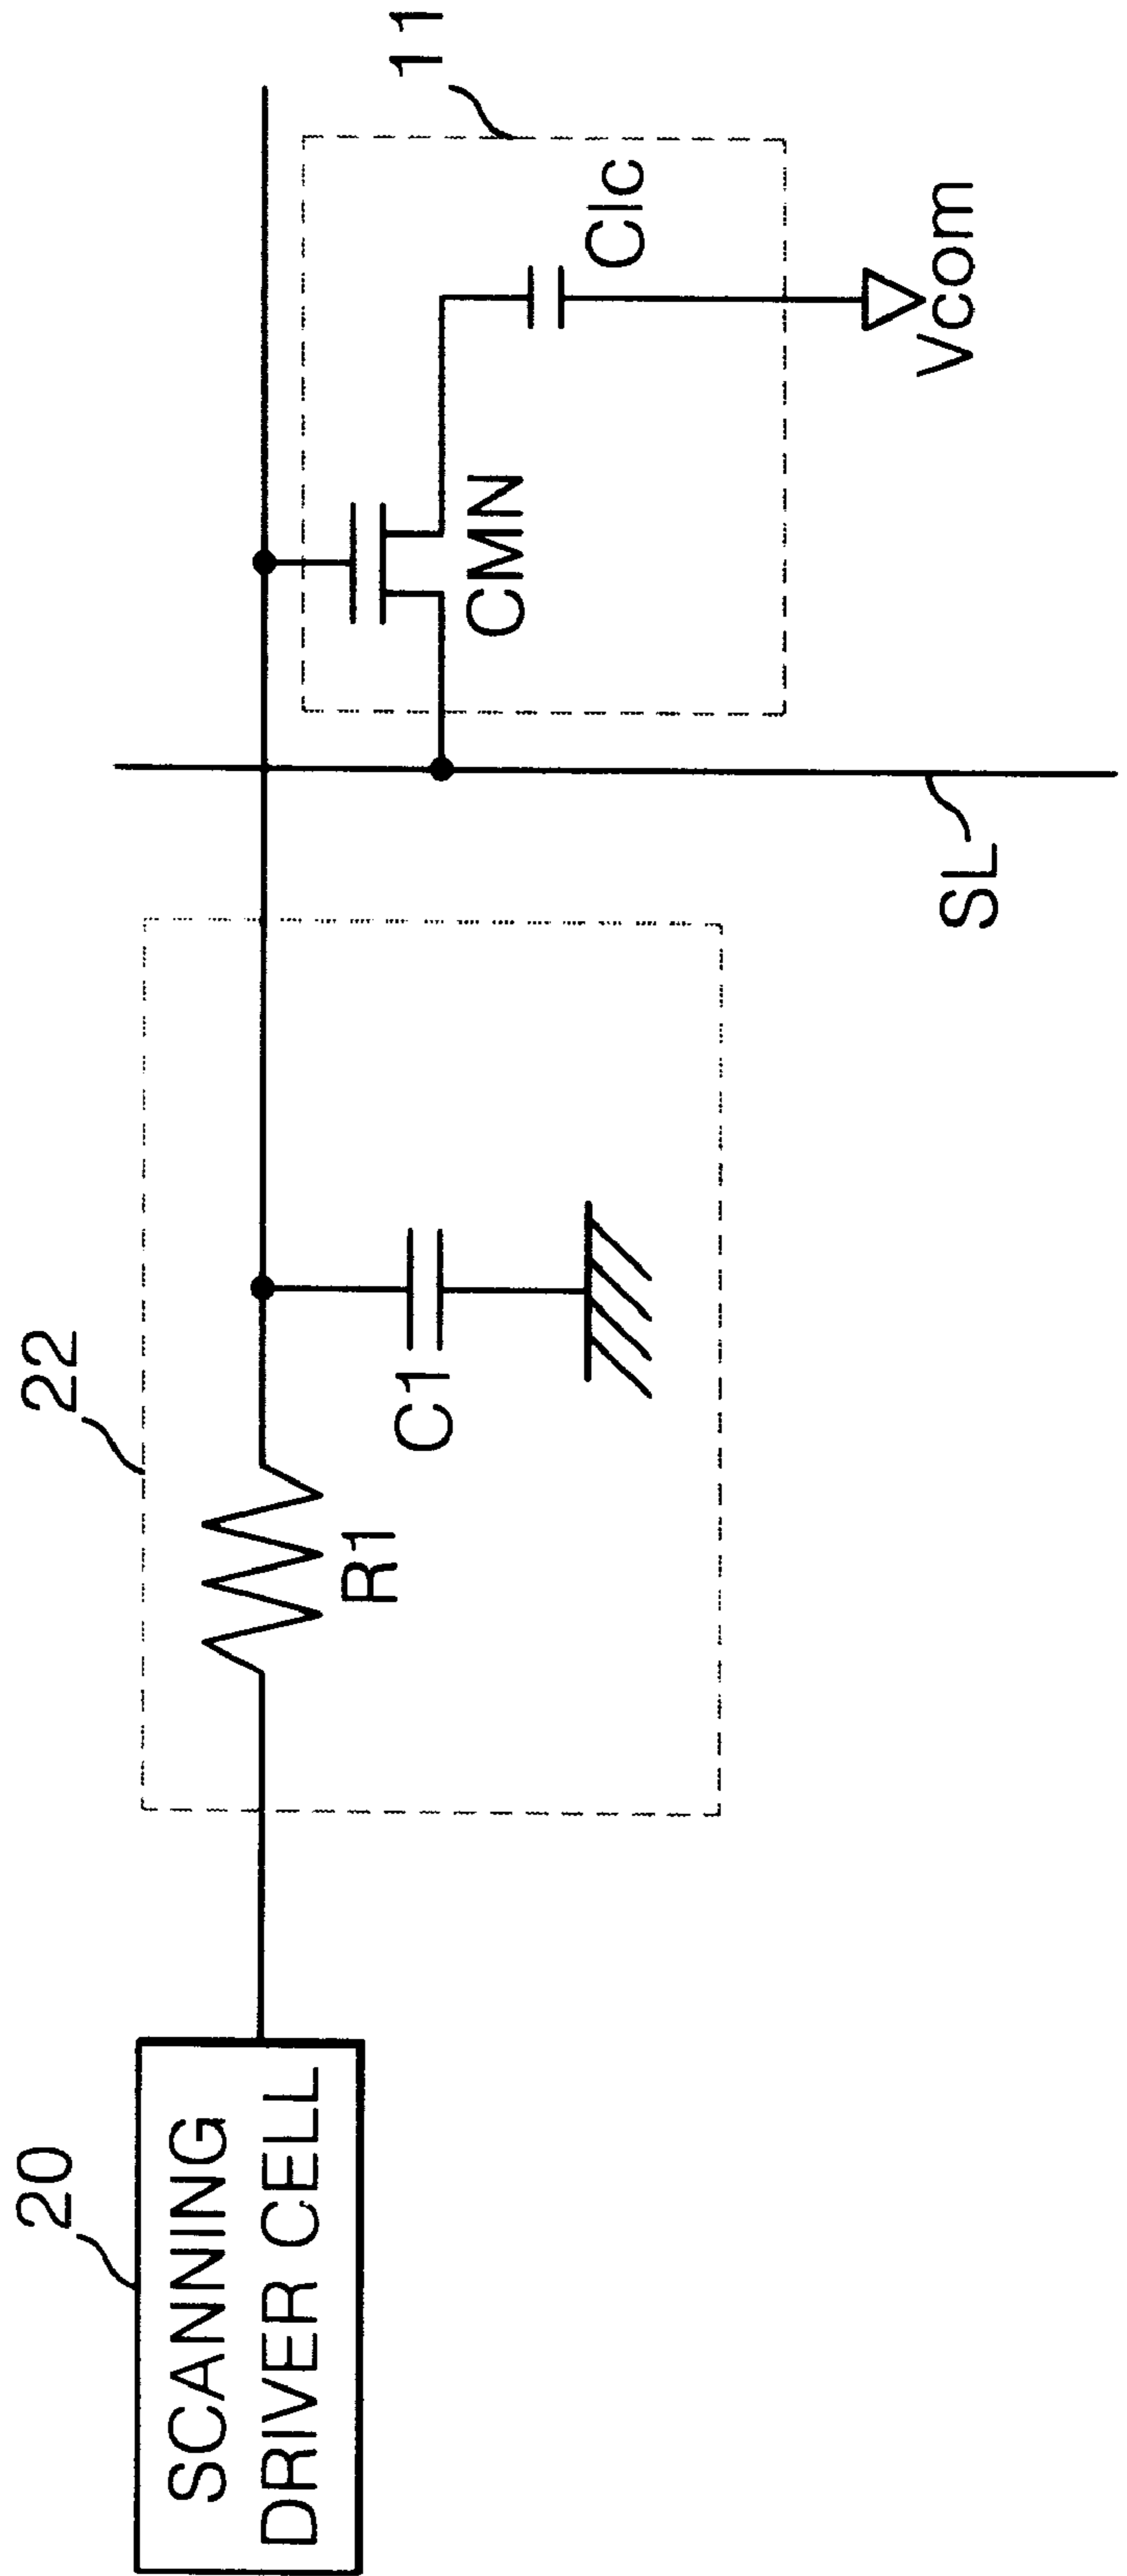 20
SCANNING
DRIVER CELL
22
R1
C1
SL
11
CMN
Clc
Vcom